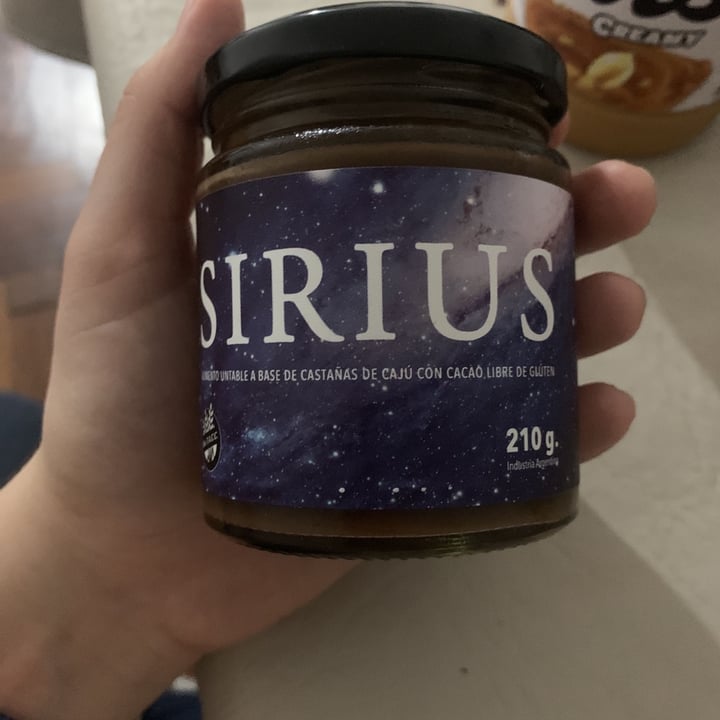 CREAMY
SIRIUS
UNTABLE A BASE DE CASTAÑAS DE CAJÚ CON CACAO, LIBRE DE GLUTEN
210 g.
Industria Argentina